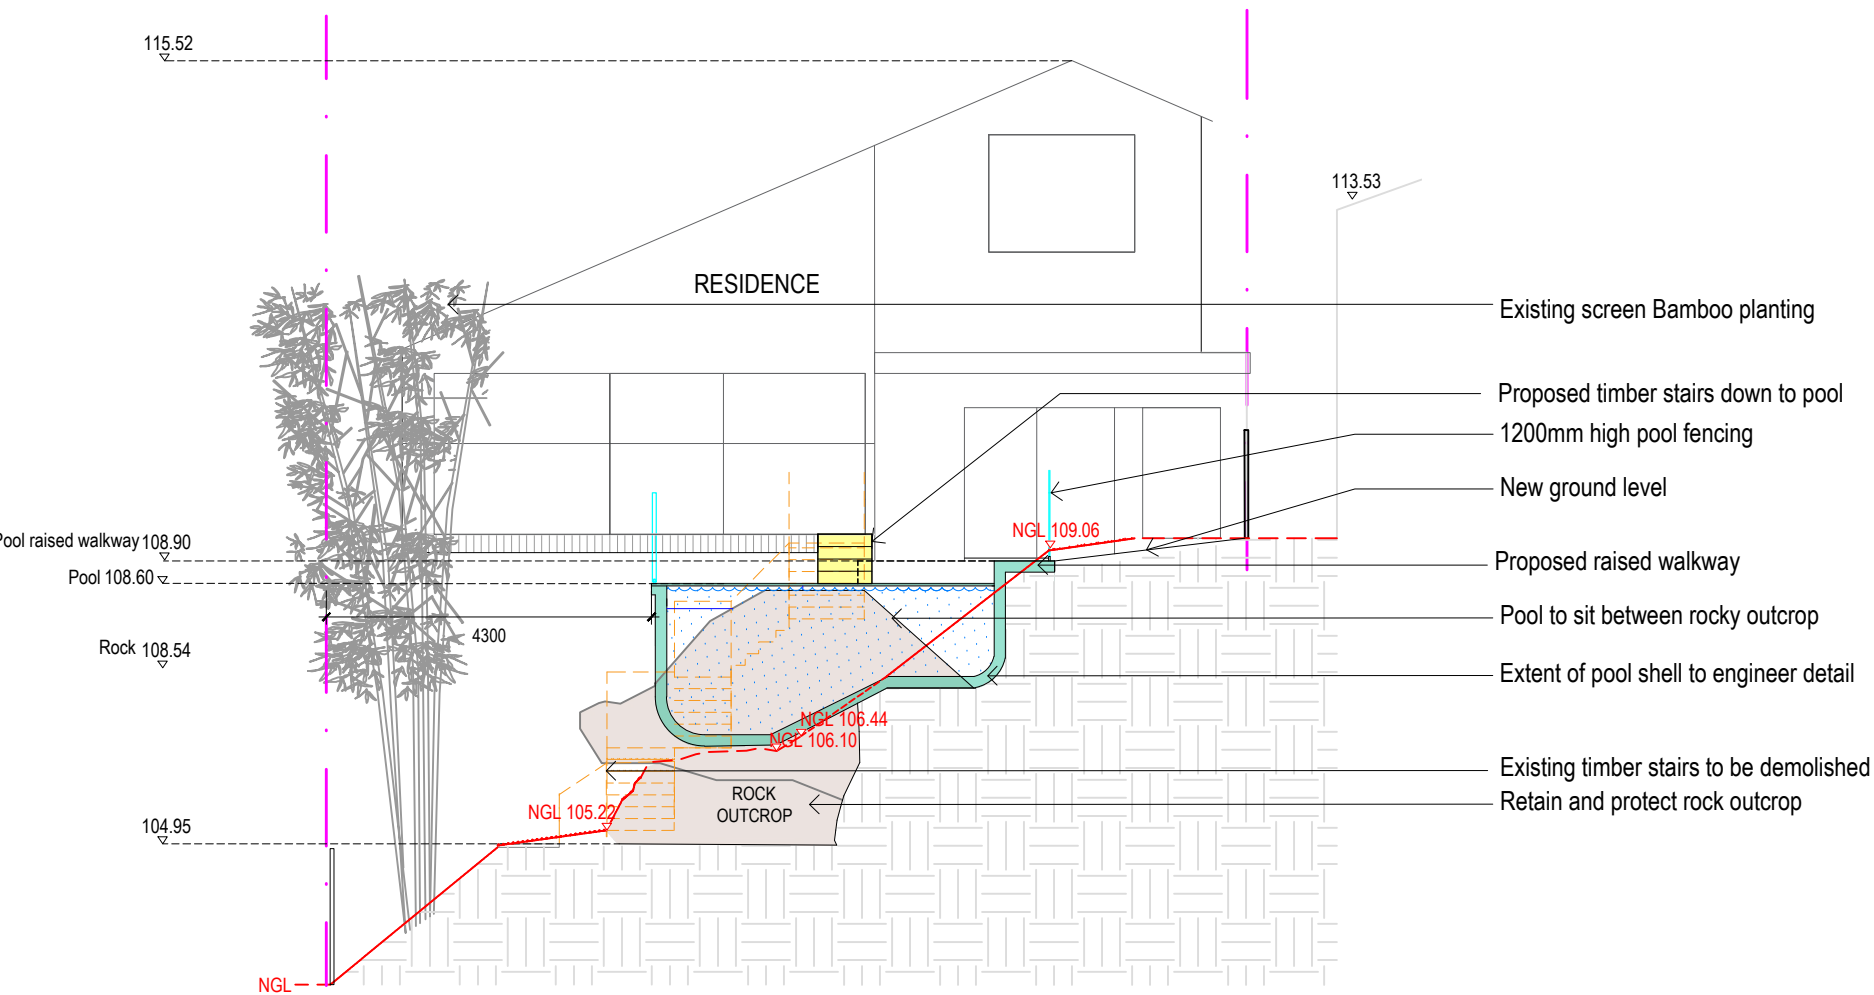 115.52
113.53
RESIDENCE
Existing screen Bamboo planting
Proposed timber stairs down to pool
1200mm high pool fencing
New ground level
NGL 109.06
Pool raised walkway 108.90
Proposed raised walkway
Pool 108.60
Pool to sit between rocky outcrop
4300
Rock 108.54
Extent of pool shell to engineer detail
NGL 106.44
NGL 106.10
Existing timber stairs to be demolished
ROCK
OUTCROP
Retain and protect rock outcrop
NGL 105.22
104.95
NGL